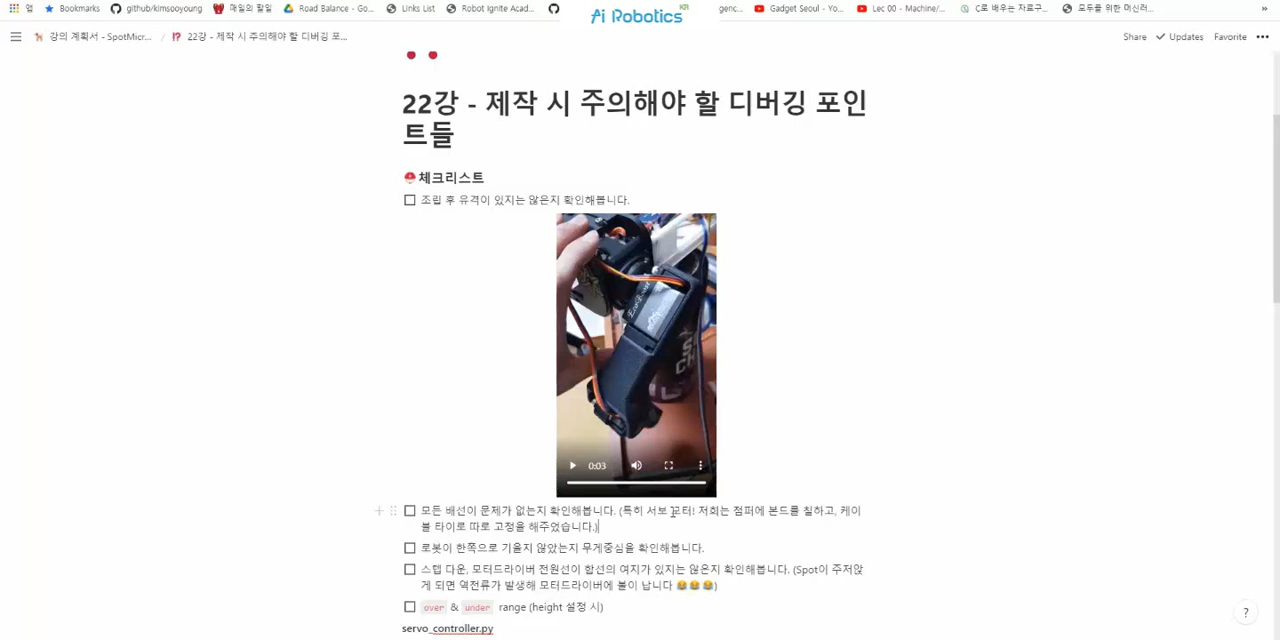 앱 Bookmarks github/kimsooyoung 매일의 할일 Road Balance - Go... Links List Robot Ignite Acad... Ai Robotics KR genc... Gadget Seoul - Yo... Lec 00 - Machine/... C로 배우는 자료구... 모두를 위한 머신러... »
강의 계획서 - SpotMicr... / 22강 - 제작 시 주의해야 할 디버깅 포... Share Updates Favorite
22강 - 제작 시 주의해야 할 디버깅 포인
트들
체크리스트
조립 후 유격이 있지는 않은지 확인해봅니다.
0:03
모든 배선이 문제가 없는지 확인해봅니다. (특히 서보 모터! 저희는 점퍼에 본드를 칠하고, 케이
블 타이로 따로 고정을 해주었습니다.)
로봇이 한쪽으로 기울지 않았는지 무게중심을 확인해봅니다.
스텝 다운, 모터드라이버 전원선이 합선의 여지가 있지는 않은지 확인해봅니다. (Spot이 주저앉
게 되면 역전류가 발생해 모터드라이버에 불이 납니다 😂😂😂)
over & under range (height 설정 시)
servo_controller.py
?